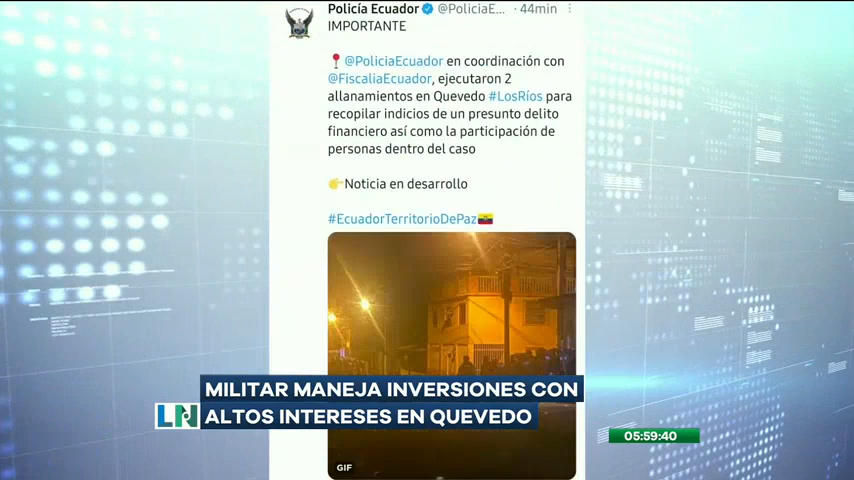 Policía Ecuador @PoliciaE... · 44min
IMPORTANTE
@PoliciaEcuador en coordinación con
@FiscaliaEcuador, ejecutaron 2
allanamientos en Quevedo #LosRíos para
recopilar indicios de un presunto delito
financiero así como la participación de
personas dentro del caso
👉Noticia en desarrollo
#EcuadorTerritorioDePaz🇪🇨
GIF
MILITAR MANEJA INVERSIONES CON
LN ALTOS INTERESES EN QUEVEDO
05:59:40